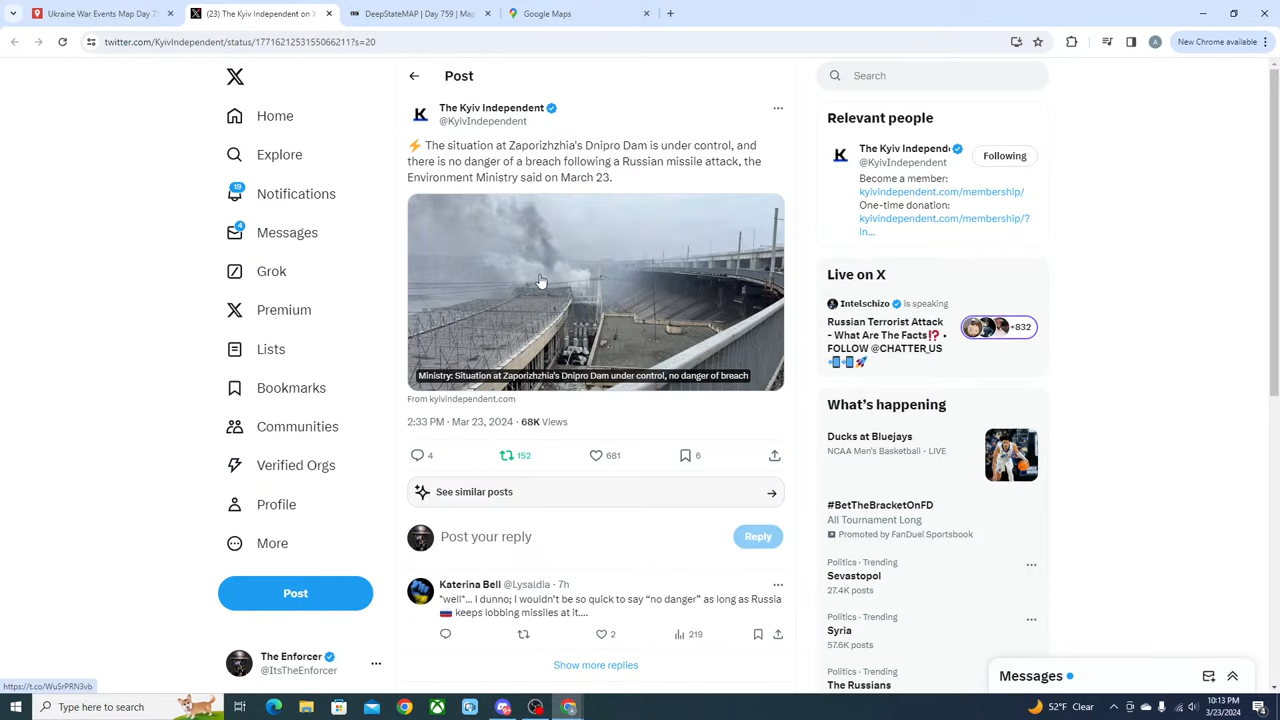 Ukraine War Events Map Day 7
(23) The Kyiv Independent on X
DeepStateMAP | Day 759 | Map
Google Maps
twitter.com/KyivIndependent/status/1771612531550662117?s=20
New Chrome available
Post
Search
Home
Explore
19
Notifications
4
Messages
Grok
Premium
Lists
Bookmarks
Communities
Verified Orgs
Profile
More
Post
The Enforcer
@ItsTheEnforcer
The Kyiv Independent
@KyivIndependent
⚡ The situation at Zaporizhzhia's Dnipro Dam is under control, and
there is no danger of a breach following a Russian missile attack, the
Environment Ministry said on March 23.
Ministry: Situation at Zaporizhzhia's Dnipro Dam under control, no danger of breach
From kyivindependent.com
2:33 PM · Mar 23, 2024 · 68K Views
4
152
681
6
See similar posts
Post your reply
Reply
Katerina Bell @Lysaldia · 7h
*well*... I dunno; I wouldn't be so quick to say “no danger” as long as Russia
🇷🇺 keeps lobbing missiles at it....
2
219
Show more replies
Relevant people
The Kyiv Independ
@KyivIndependent
Following
Become a member:
kyivindependent.com/membership/
One-time donation:
kyivindependent.com/membership/?
in...
Live on X
Intelschizo is speaking
Russian Terrorist Attack
- What Are The Facts⁉️ •
FOLLOW @CHATTER_US
📲📲🚀
+832
What's happening
Ducks at Bluejays
NCAA Men's Basketball · LIVE
#BetTheBracketOnFD
All Tournament Long
Promoted by FanDuel Sportsbook
Politics · Trending
Sevastopol
27.4K posts
Politics · Trending
Syria
57.6K posts
Politics · Trending
The Russians
Messages
https://t.co/WuSrPRN3vb
Type here to search
52°F Clear
10:13 PM
3/23/2024